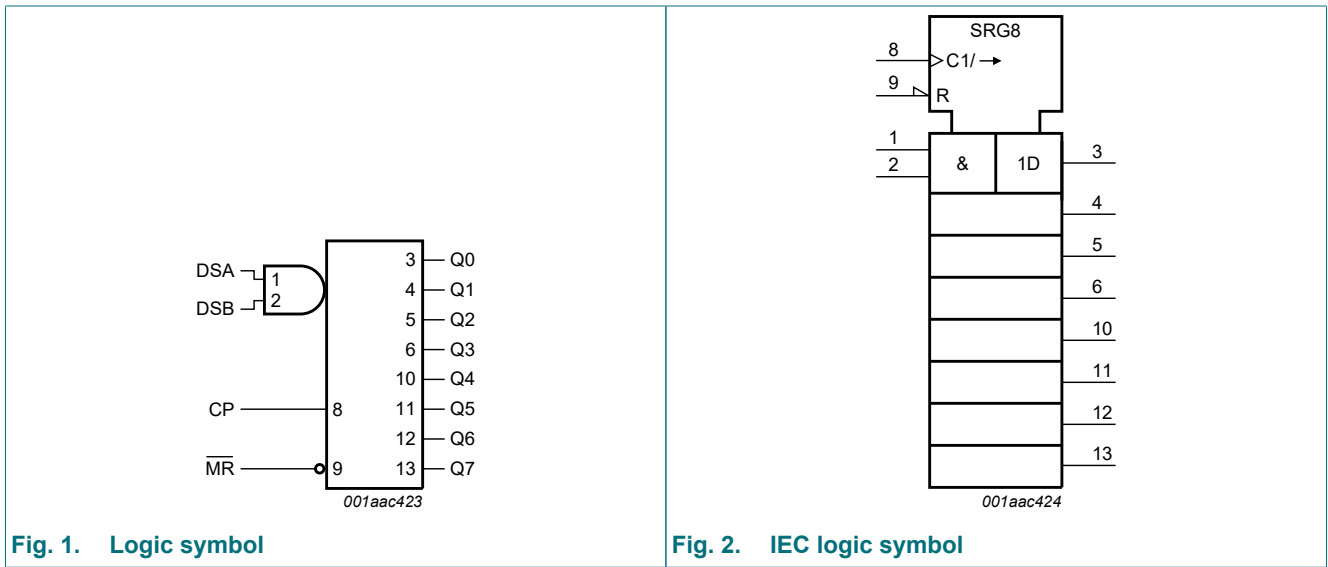 DSA
DSB
1
2
CP
8
MR
9
3
Q0
4
Q1
5
Q2
6
Q3
10
Q4
11
Q5
12
Q6
13
Q7
001aac423
Fig. 1. Logic symbol
SRG8
8
C1/ →
9
R
1
2
&
1D
3
4
5
6
10
11
12
13
001aac424
Fig. 2. IEC logic symbol